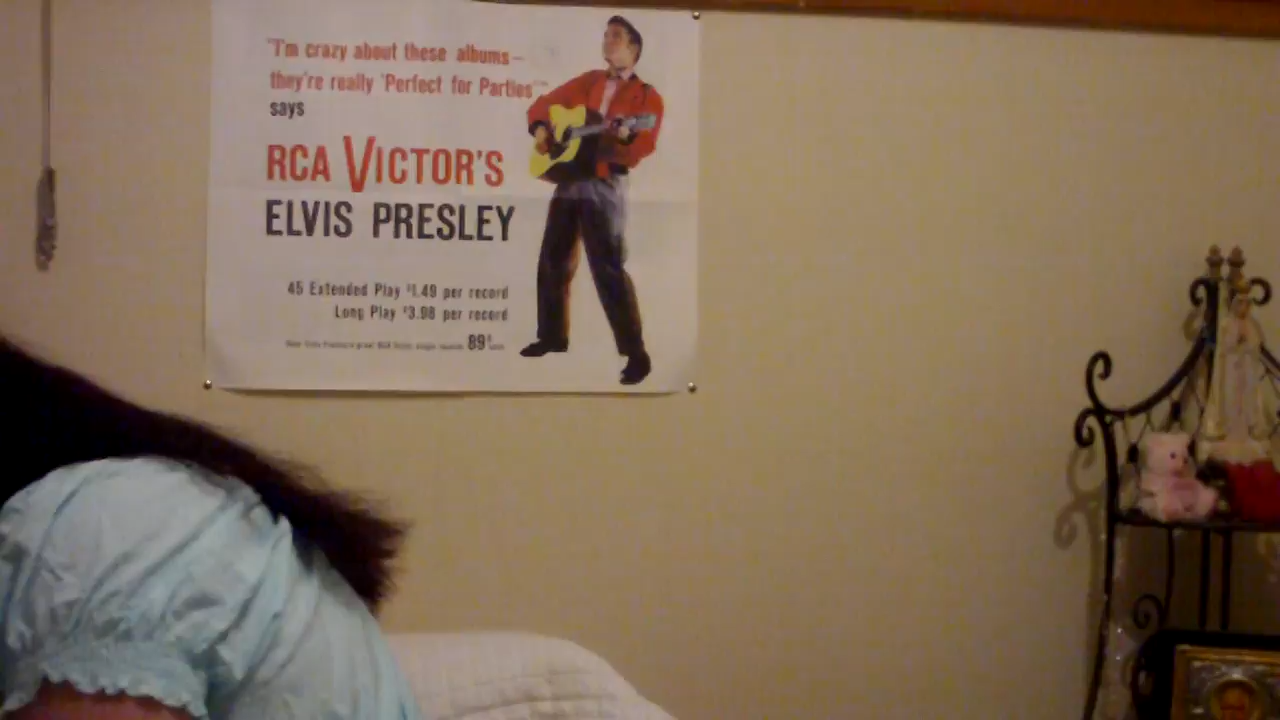 "I'm crazy about these albums—
they're really 'Perfect for Parties'"
says
RCA VICTOR'S
ELVIS PRESLEY
45 Extended Play $1.49 per record
Long Play $3.98 per record
89¢